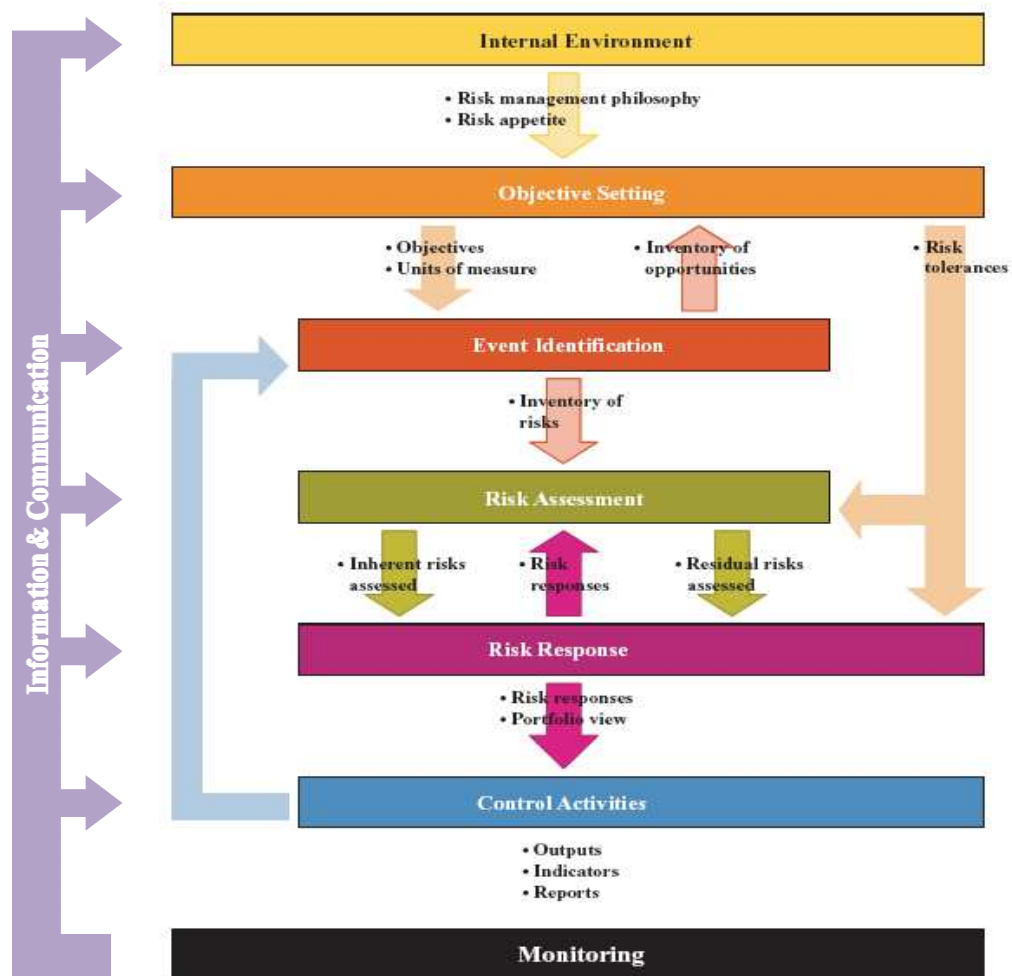 Internal Environment
• Risk management philosophy
• Risk appetite
Objective Setting
• Objectives
• Units of measure
• Inventory of
opportunities
• Risk
tolerances
Event Identification
• Inventory of
risks
Risk Assessment
• Inherent risks
assessed
• Risk
responses
• Residual risks
assessed
Risk Response
• Risk responses
• Portfolio view
Control Activities
• Outputs
• Indicators
• Reports
Monitoring
Information & Communication